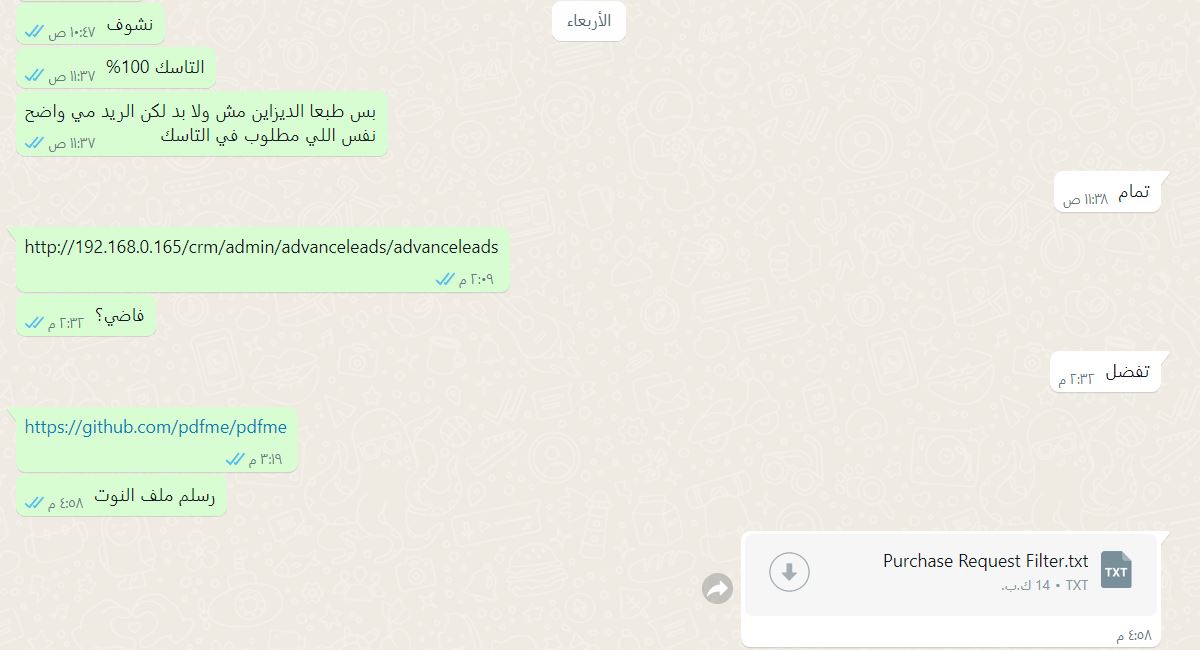 الأربعاء
نشوف
١٠:٤٧ ص
التاسك 100%
١١:٣٧ ص
بس طبعا الديزاين مش ولا بد لكن الريد مي واضح
نفس اللي مطلوب في التاسك
١١:٣٧ ص
تمام
١١:٣٨ ص
http://192.168.0.165/crm/admin/advanceleads/advanceleads
٢:٠٩ م
فاضي؟
٢:٣٢ م
تفضل
٢:٣٢ م
https://github.com/pdfme/pdfme
٣:١٩ م
رسلم ملف النوت
٤:٥٨ م
Purchase Request Filter.txt
TXT
TXT • 14 ك.ب.
٤:٥٨ م